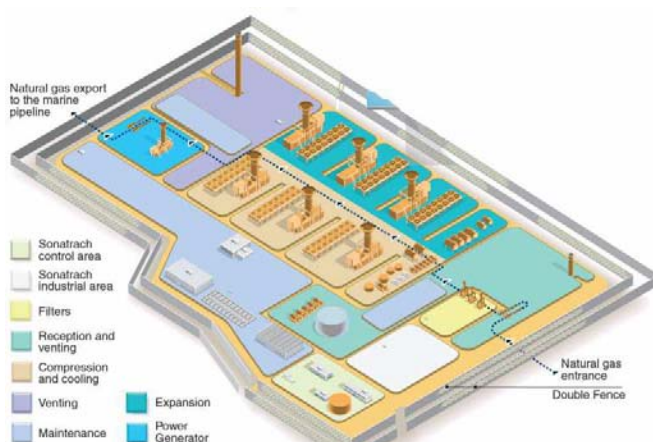 Natural gas export
to the marine
pipeline
Sonatrach
control area
Sonatrach
industrial area
Filters
Reception and
venting
Compression
and cooling
Venting
Expansion
Maintenance
Power
Generator
Natural gas
entrance
Double Fence